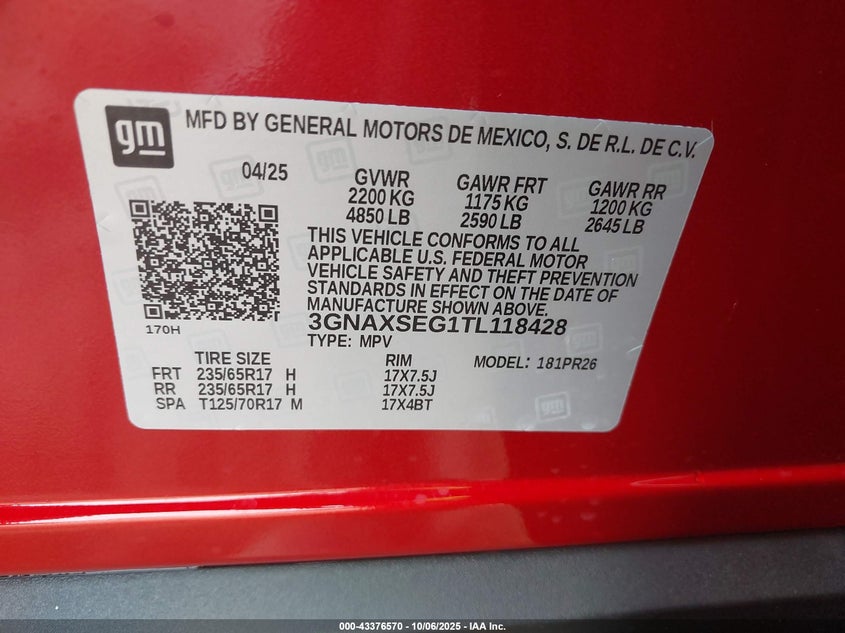 gm MFD BY GENERAL MOTORS DE MEXICO, S. DE R.L. DE C.V.
04/25 GVWR GAWR FRT GAWR RR
2200 KG 1175 KG 1200 KG
4850 LB 2590 LB 2645 LB
THIS VEHICLE CONFORMS TO ALL
APPLICABLE U.S. FEDERAL MOTOR
VEHICLE SAFETY AND THEFT PREVENTION
STANDARDS IN EFFECT ON THE DATE OF
MANUFACTURE SHOWN ABOVE.
170H 3GNAXSEG1TL118428
TYPE: MPV
TIRE SIZE RIM MODEL: 181PR26
FRT 235/65R17 H 17X7.5J
RR 235/65R17 H 17X7.5J
SPA T125/70R17 M 17X4BT
000-43376570 - 10/06/2025 - IAA Inc.